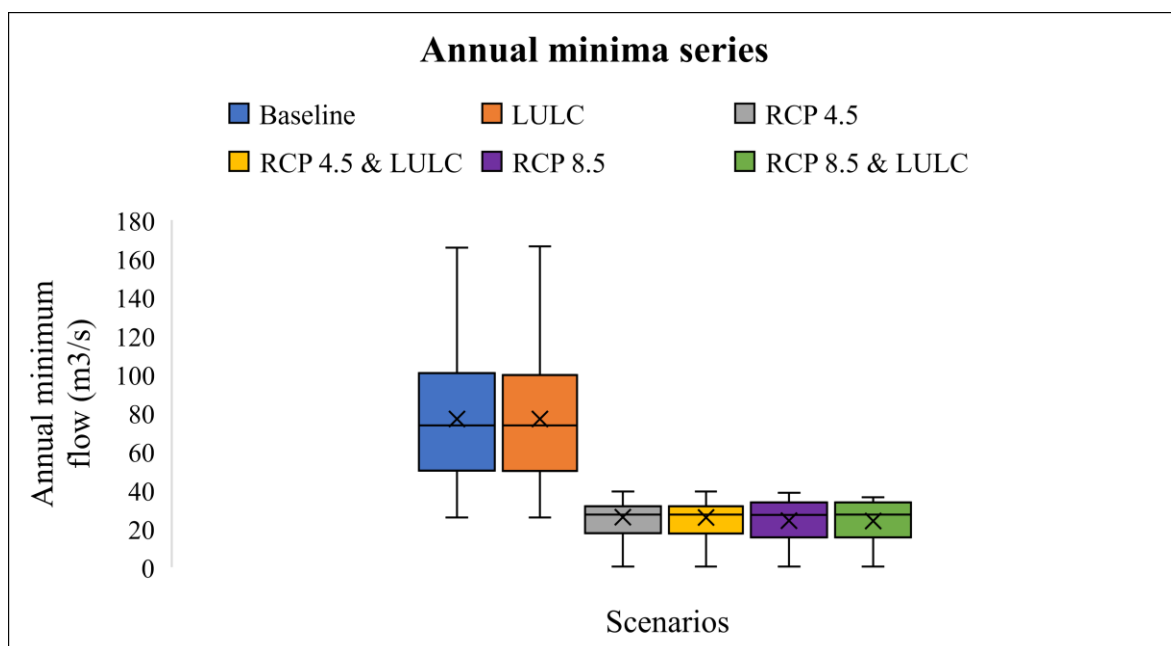 Annual minima series
Baseline LULC RCP 4.5
RCP 4.5 & LULC RCP 8.5 RCP 8.5 & LULC
Annual minimum
flow (m3/s)
180
160
140
120
100
80
60
40
20
0
Scenarios